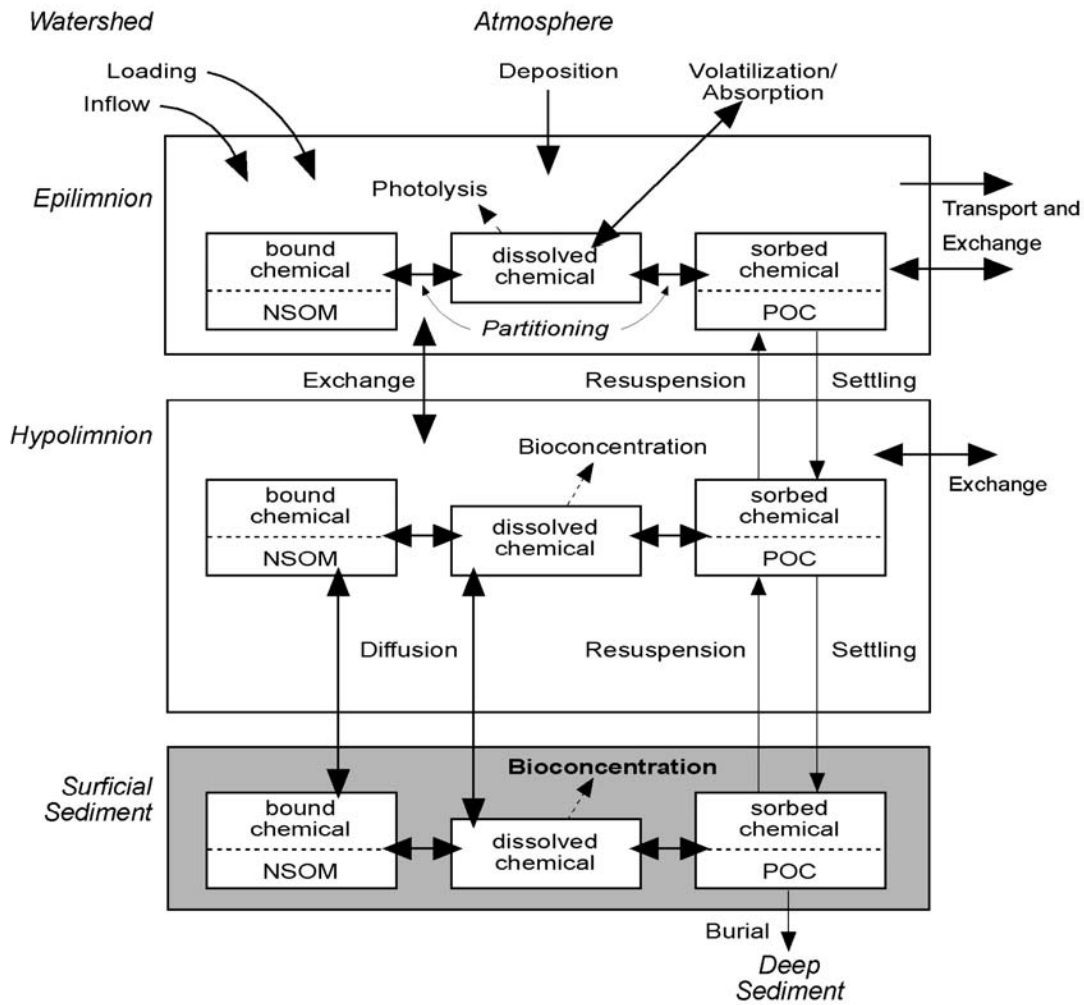 Watershed
Atmosphere
Loading
Inflow
Deposition
Volatilization/
Absorption
Epilimnion
Photolysis
Transport and
Exchange
bound
chemical
NSOM
dissolved
chemical
sorbed
chemical
POC
Partitioning
Exchange
Resuspension
Settling
Hypolimnion
Bioconcentration
Exchange
bound
chemical
NSOM
dissolved
chemical
sorbed
chemical
POC
Diffusion
Resuspension
Settling
Surficial
Sediment
Bioconcentration
bound
chemical
NSOM
dissolved
chemical
sorbed
chemical
POC
Burial
Deep
Sediment